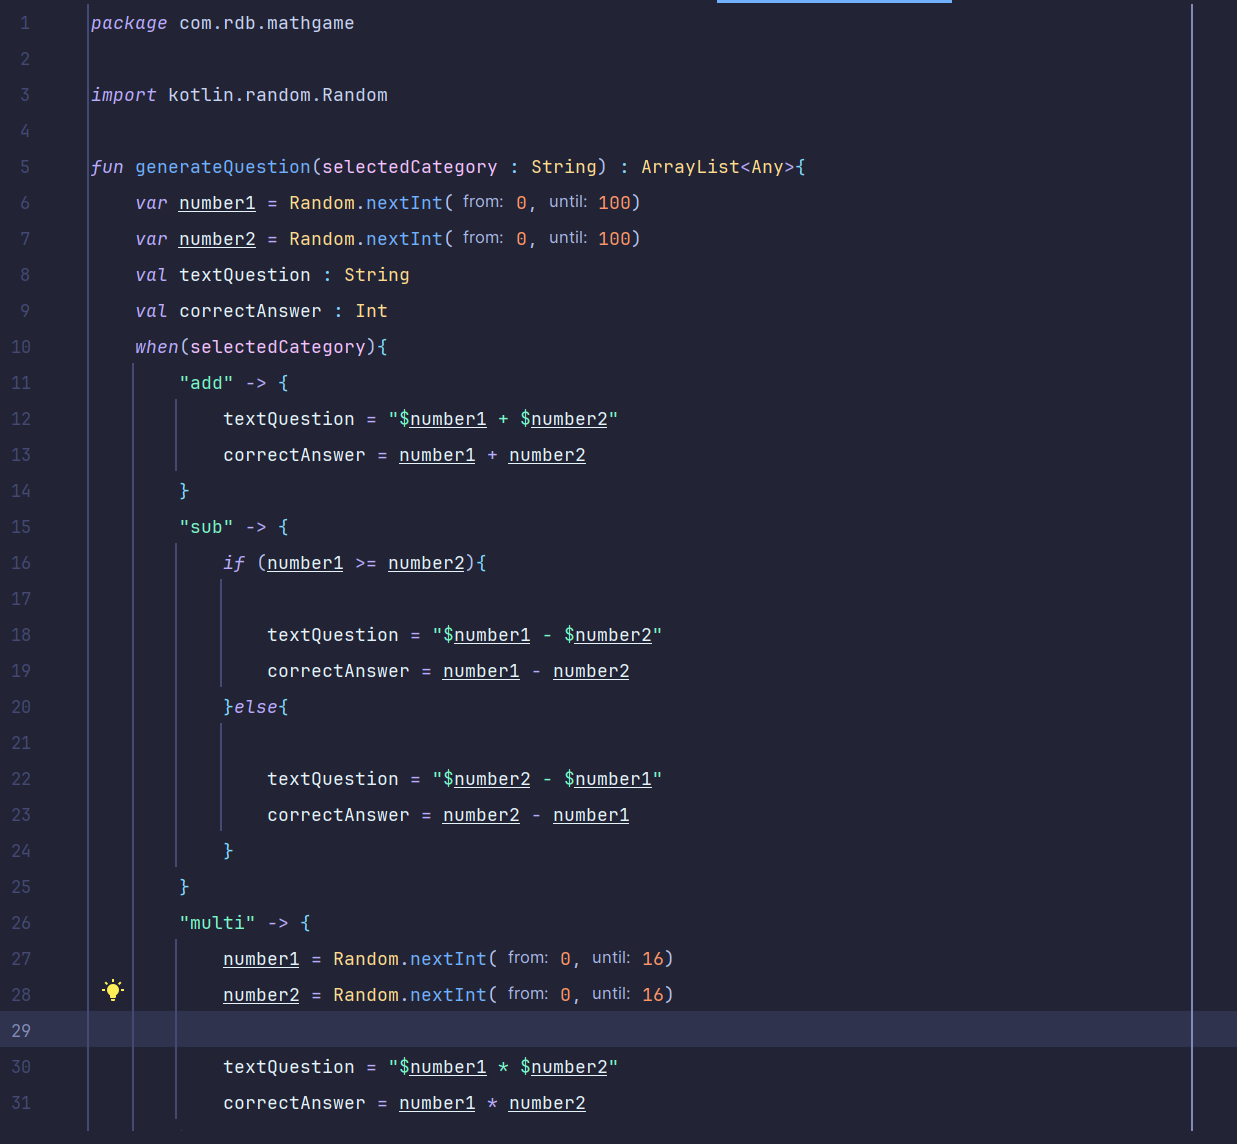 1 package com.rdb.mathgame
2
3 import kotlin.random.Random
4
5 fun generateQuestion(selectedCategory : String) : ArrayList<Any>{
6     var number1 = Random.nextInt( from: 0, until: 100)
7     var number2 = Random.nextInt( from: 0, until: 100)
8     val textQuestion : String
9     val correctAnswer : Int
10     when(selectedCategory){
11         "add" -> {
12             textQuestion = "$number1 + $number2"
13             correctAnswer = number1 + number2
14         }
15         "sub" -> {
16             if (number1 >= number2){
17
18                 textQuestion = "$number1 - $number2"
19                 correctAnswer = number1 - number2
20             }else{
21
22                 textQuestion = "$number2 - $number1"
23                 correctAnswer = number2 - number1
24             }
25         }
26         "multi" -> {
27             number1 = Random.nextInt( from: 0, until: 16)
28             number2 = Random.nextInt( from: 0, until: 16)
29
30             textQuestion = "$number1 * $number2"
31             correctAnswer = number1 * number2